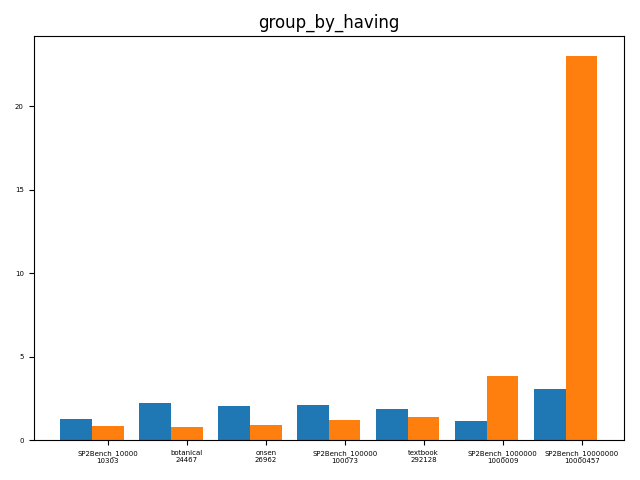 group_by_having
20
15
10
5
0
SP2Bench_10000 botanical onsen SP2Bench_100000 textbook SP2Bench_1000000 SP2Bench_10000000
10303 24467 26962 100073 292128 1000009 10000457